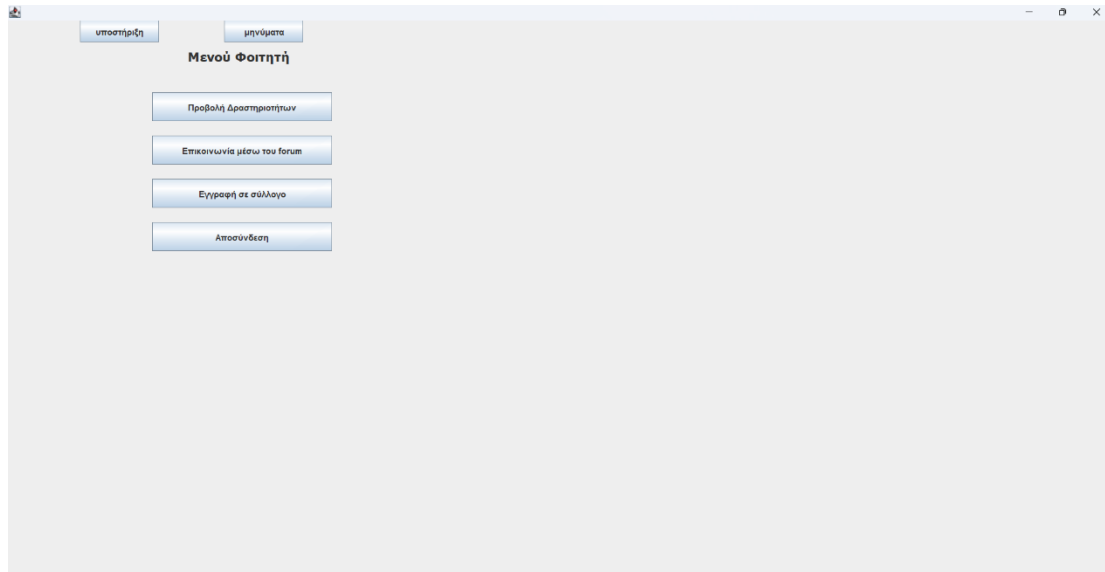 υποστήριξη μηνύματα
Μενού Φοιτητή
Προβολή Δραστηριοτήτων
Επικοινωνία μέσω του forum
Εγγραφή σε σύλλογο
Αποσύνδεση